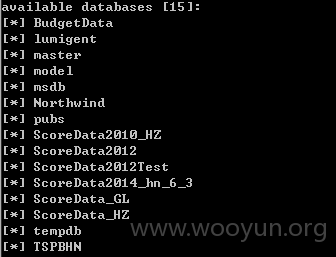 available databases [15]:
[*] BudgetData
[*] lumigent
[*] master
[*] model
[*] msdb
[*] Northwind
[*] pubs
[*] ScoreData2010_HZ
[*] ScoreData2012
[*] ScoreData2012Test
[*] ScoreData2014_hn_6_3
[*] ScoreData_GL
[*] ScoreData_HZ
[*] tempdb
[*] TSPBHN
www.wooyun.org